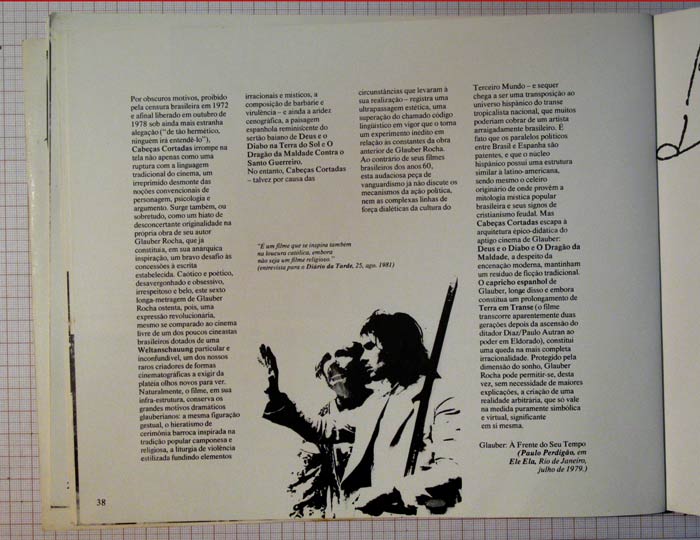 Por obscuros motivos, proibido
pela censura brasileira em 1972
e afinal liberado em outubro de
1978 sob ainda mais estranha
alegação ("de tão hermético,
ninguém irá entendê-lo"),
Cabeças Cortadas irrompe na
tela não apenas como uma
ruptura com a linguagem
tradicional do cinema, um
irreprimido desmonte das
noções convencionais de
personagem, psicologia e
argumento. Surge também, ou
sobretudo, como um hiato de
desconcertante originalidade na
própria obra de seu autor
Glauber Rocha, que já
constituía, em sua anárquica
inspiração, um bravo desafio às
concessões à escrita
estabelecida. Caótico e poético,
desavergonhado e obsessivo,
irrespeitoso e belo, este sexto
longa-metragem de Glauber
Rocha ostenta, pois, uma
expressão revolucionária,
mesmo se comparado ao cinema
livre de um dos poucos cineastas
brasileiros dotados de uma
Weltanschauung particular e
inconfundível, um dos nossos
raros criadores de formas
cinematográficas a exigir da
platéia olhos novos para ver.
Naturalmente, o filme, em sua
infra-estrutura, conserva os
grandes motivos dramáticos
glauberianos: a mesma figuração
gestual, o hieratismo de
cerimônia barroca inspirada na
tradição popular camponesa e
religiosa, a liturgia de violência
estilizada fundindo elementos
irracionais e místicos, a
composição de barbárie e
virulência – e ainda a aridez
cenográfica, a paisagem
espanhola reminiscente do
sertão baiano de Deus e o
Diabo na Terra do Sol e O
Dragão da Maldade Contra o
Santo Guerreiro.
No entanto, Cabeças Cortadas
– talvez por causa das
circunstâncias que levaram à
sua realização – registra uma
ultrapassagem estética, uma
superação do chamado código
lingüístico em vigor que o torna
um experimento inédito em
relação às constantes da obra
anterior de Glauber Rocha.
Ao contrário de seus filmes
brasileiros dos anos 60,
esta audaciosa peça de
vanguardismo já não discute os
mecanismos da ação política,
nem as complexas linhas de
força dialéticas da cultura do
Terceiro Mundo – e sequer
chega a ser uma transposição ao
universo hispânico do transe
tropicalista nacional, que muitos
poderiam cobrar de um artista
arraigadamente brasileiro. É
fato que os paralelos políticos
entre Brasil e Espanha são
patentes, e que o núcleo
hispânico possui uma estrutura
similar à latino-americana,
sendo mesmo o celeiro
originário de onde provém a
mitologia mística popular
brasileira e seus signos de
cristianismo feudal. Mas
Cabeças Cortadas escapa à
arquitetura épico-didática do
antigo cinema de Glauber:
Deus e o Diabo e O Dragão da
Maldade, a despeito da
encenação moderna, mantinham
um resíduo de ficção tradicional.
O capricho espanhol de
Glauber, longe disso e embora
constitua um prolongamento de
Terra em Transe (o filme
transcorre aparentemente duas
gerações depois da ascensão do
ditador Díaz/Paulo Autran ao
poder em Eldorado), constitui
uma queda na mais completa
irracionalidade. Protegido pela
dimensão do sonho, Glauber
Rocha pode permitir-se, desta
vez, sem necessidade de maiores
explicações, a criação de uma
realidade arbitrária, que só vale
na medida puramente simbólica
e virtual, significante
em si mesma.
Glauber: À Frente do Seu Tempo
(Paulo Perdigão, em
Ele Ela, Rio de Janeiro,
julho de 1979.)
"É um filme que se inspira também
na loucura católica, embora
não seja um filme religioso."
(entrevista para o Diário da Tarde, 25, ago. 1981)
38